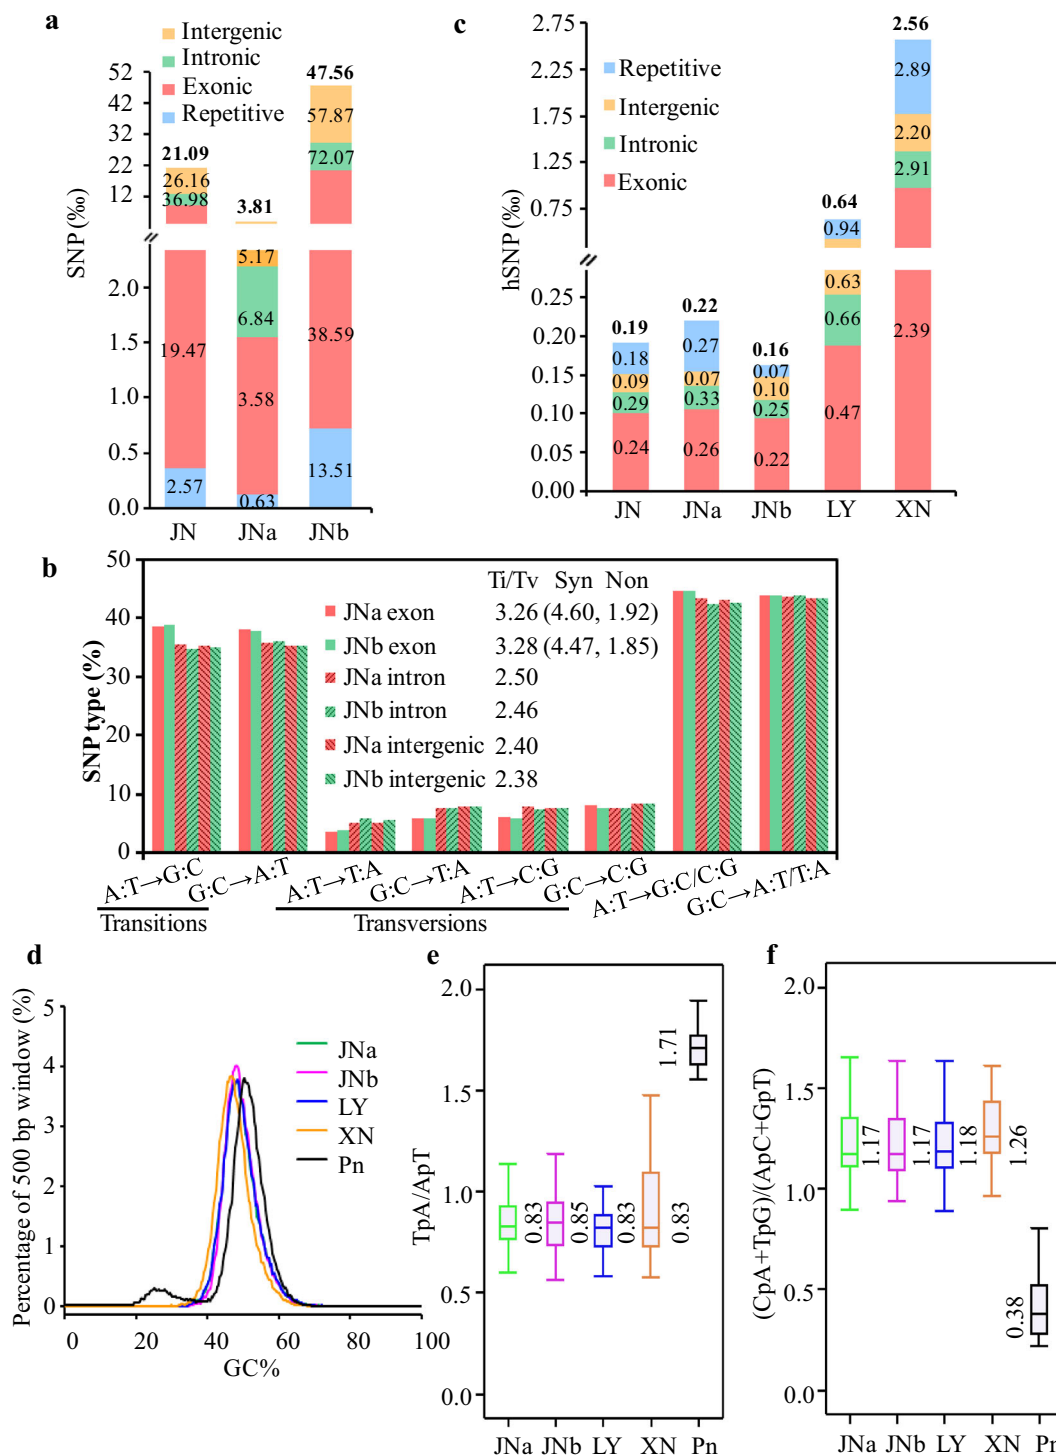 a
Intergenic
Intronic
Exonic
Repetitive
SNP (‰)
52
42
32
22
12
2.0
1.5
1.0
0.5
0.0
21.09
26.16
36.98
19.47
2.57
3.81
5.17
6.84
3.58
0.63
47.56
57.87
72.07
38.59
13.51
JN JNa JNb
c
Repetitive
Intergenic
Intronic
Exonic
hSNP (‰)
2.75
2.25
1.75
1.25
0.75
0.25
0.20
0.15
0.10
0.05
0.00
0.19
0.18
0.09
0.29
0.24
0.22
0.27
0.07
0.33
0.26
0.16
0.07
0.10
0.25
0.22
0.64
0.94
0.63
0.66
0.47
2.56
2.89
2.20
2.91
2.39
JN JNa JNb LY XN
b
SNP type (%)
50
40
30
20
10
0
Ti/Tv Syn Non
JNa exon 3.26 (4.60, 1.92)
JNb exon 3.28 (4.47, 1.85)
JNa intron 2.50
JNb intron 2.46
JNa intergenic 2.40
JNb intergenic 2.38
A:T→G:C
G:C→A:T
A:T→T:A
G:C→T:A
A:T→C:G
G:C→C:G
A:T→G:C/C:G
G:C→A:T/T:A
Transitions
Transversions
d
Percentage of 500 bp window (%)
5
4
3
2
1
0
JNa
JNb
LY
XN
Pn
0 20 40 60 80 100
GC%
e
TpA/ApT
2.0
1.5
1.0
0.5
0.0
0.83
0.85
0.83
0.83
1.71
JNa JNb LY XN Pn
f
(CpA+TpG)/(ApC+GpT)
2.0
1.5
1.0
0.5
0.0
1.17
1.17
1.18
1.26
0.38
JNa JNb LY XN Pn